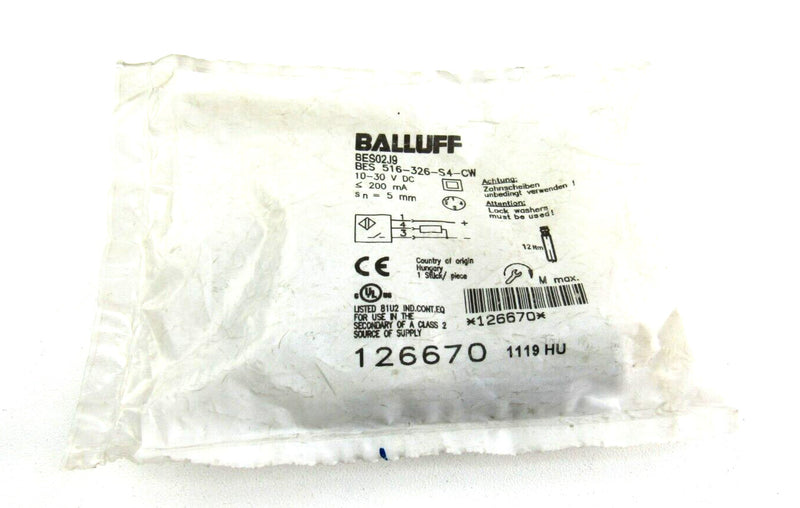 BALLUFF
BES02J9
BES 516-326-S4-CW
10-30 V DC
≤ 200 mA
sn = 5 mm
Achtung:
Zahnscheiben
unbedingt verwenden !
Attention:
Lock washers
must be used!
1
4
3
+
-
12 Nm
M max.
CE
Country of origin
Hungary
1 Stück/ piece
c UL us
LISTED 81U2 IND.CONT.EQ
FOR USE IN THE
SECONDARY OF A CLASS 2
SOURCE OF SUPPLY
*126670*
126670 1119 HU